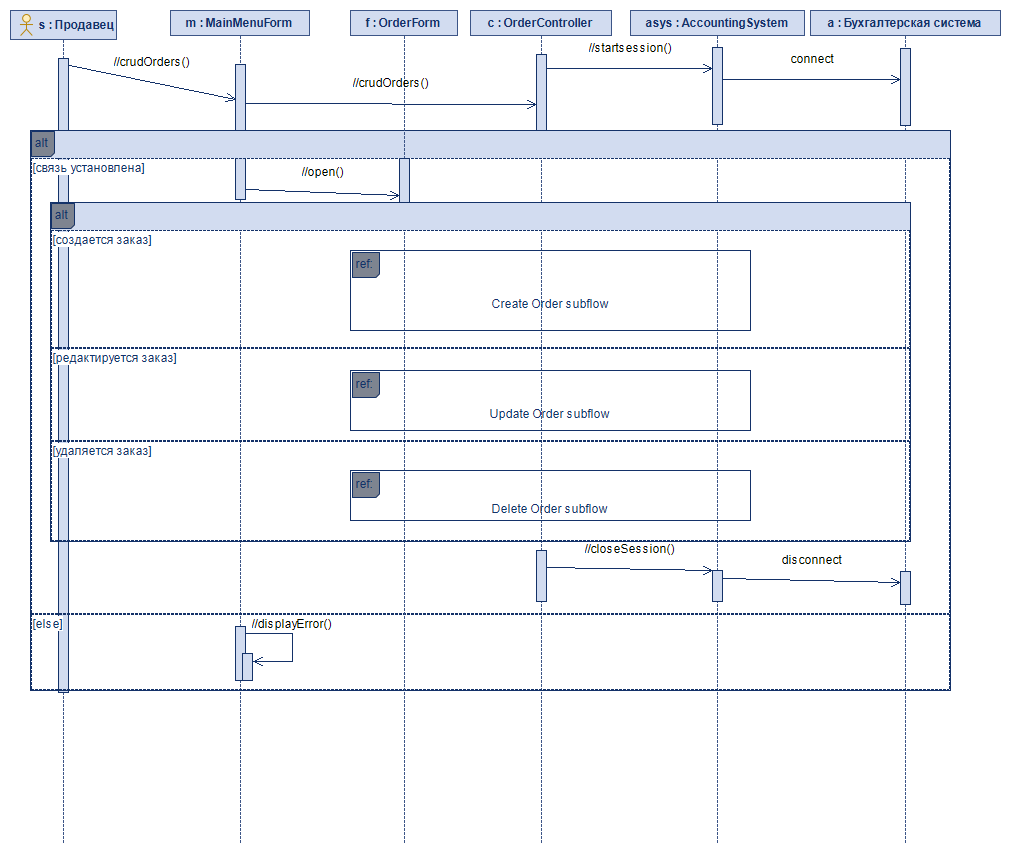 s : Продавец
m : MainMenuForm
f : OrderForm
c : OrderController
asys : AccountingSystem
a : Бухгалтерская система
//startsession()
connect
//crudOrders()
//crudOrders()
alt
[связь установлена]
//open()
alt
[создается заказ]
ref:
Create Order subflow
[редактируется заказ]
ref:
Update Order subflow
[удаляется заказ]
ref:
Delete Order subflow
//closeSession()
disconnect
[else]
//displayError()